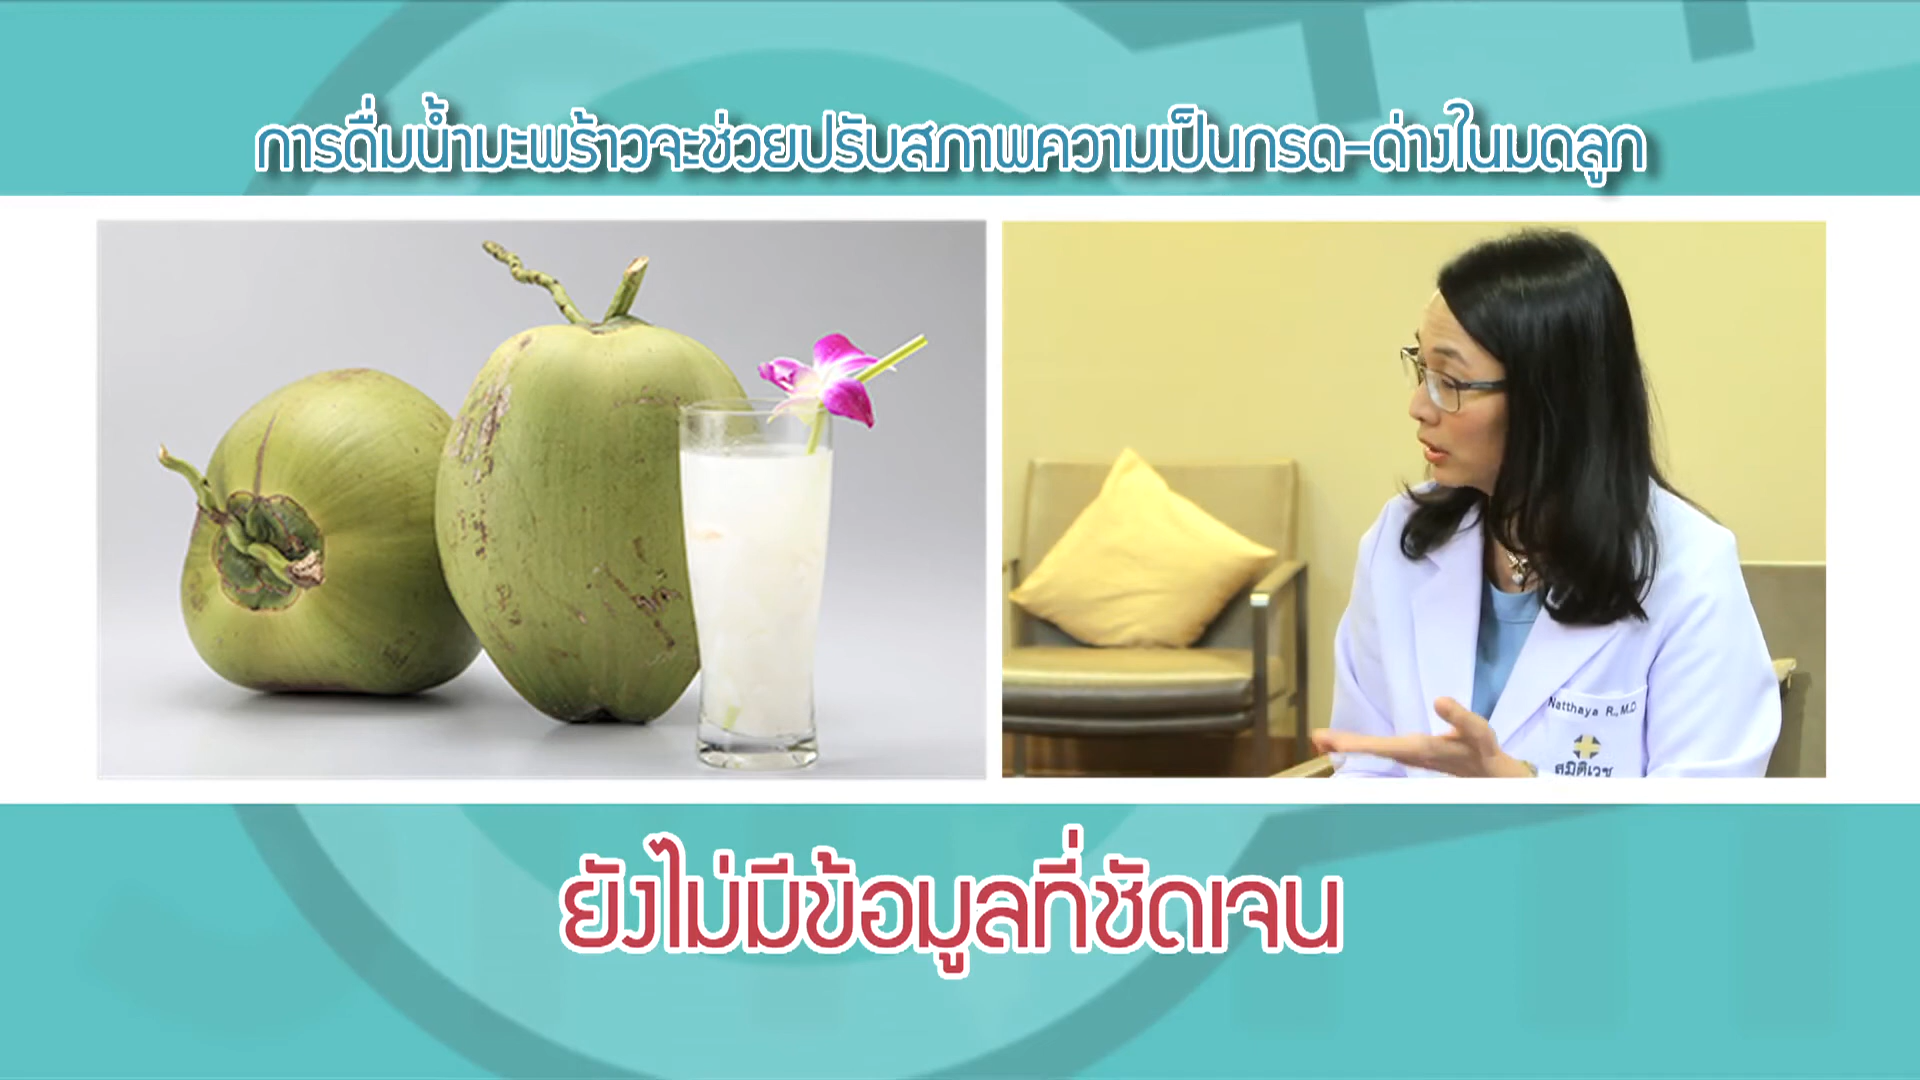 การดื่มน้ำมะพร้าวจะช่วยปรับสภาพความเป็นกรด-ด่างในมดลูก
Natthaya R., M.D
สมิติเวช
ยังไม่มีข้อมูลที่ชัดเจน